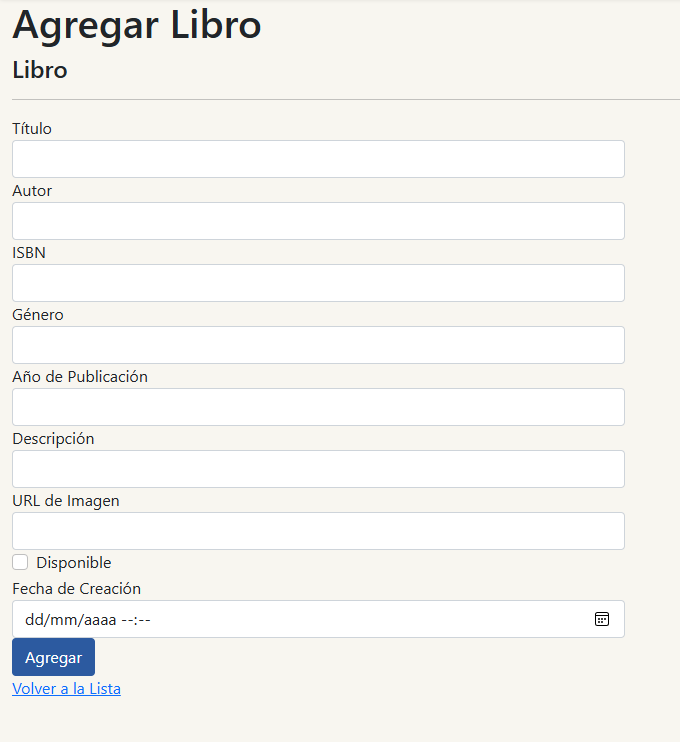 Agregar Libro
Libro
Título
Autor
ISBN
Género
Año de Publicación
Descripción
URL de Imagen
Disponible
Fecha de Creación
dd/mm/aaaa --:--
Agregar
Volver a la Lista